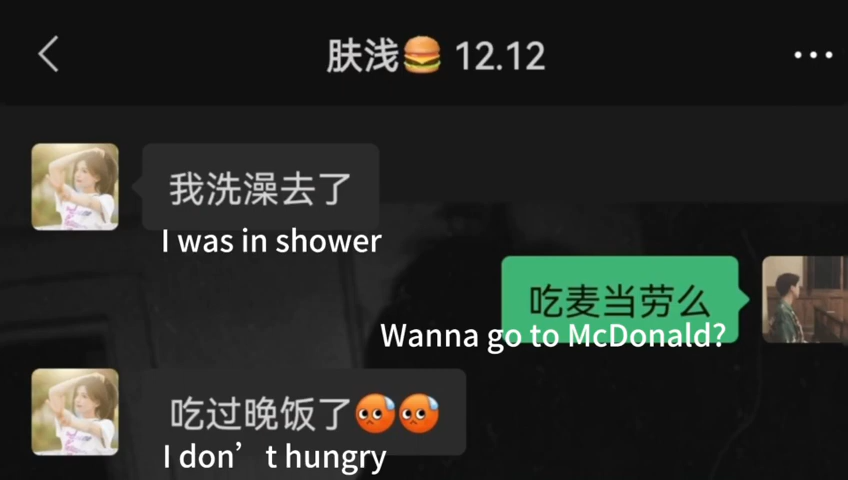 肤浅🍔 12.12
我洗澡去了
I was in shower
吃麦当劳么
Wanna go to McDonald?
吃过晚饭了🥵🥵
I don’t hungry